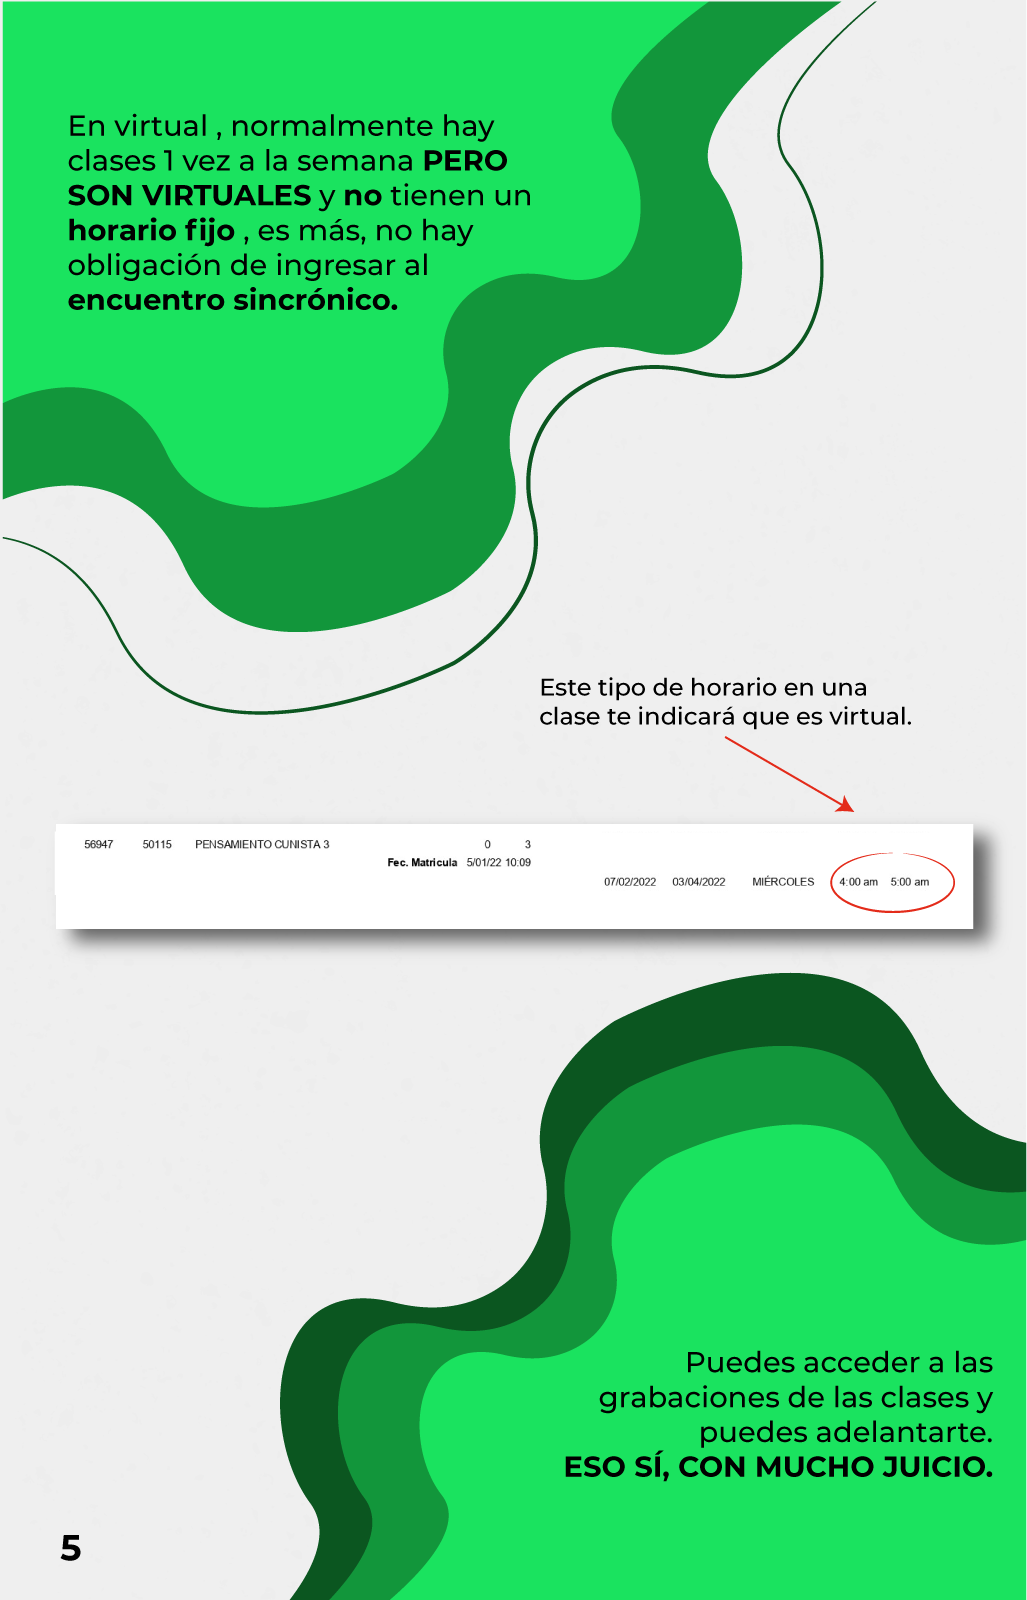 En virtual , normalmente hay
clases 1 vez a la semana PERO
SON VIRTUALES y no tienen un
horario fijo , es más, no hay
obligación de ingresar al
encuentro sincrónico.
Este tipo de horario en una
clase te indicará que es virtual.
56947 50115 PENSAMIENTO CUNISTA 3 0 3
Fec. Matricula 5/01/22 10:09
07/02/2022 03/04/2022 MIÉRCOLES 4:00 am 5:00 am
Puedes acceder a las
grabaciones de las clases y
puedes adelantarte.
ESO SÍ, CON MUCHO JUICIO.
5